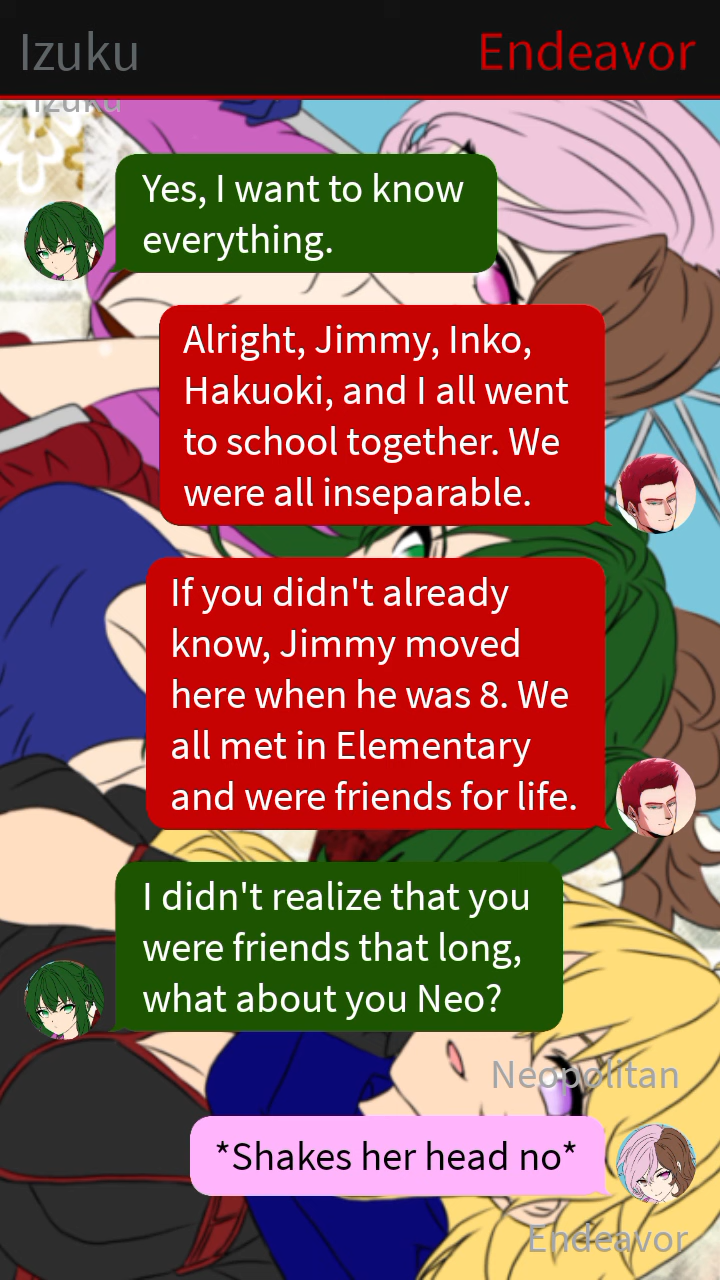 Izuku
Endeavor
Izuku
Yes, I want to know
everything.
Alright, Jimmy, Inko,
Hakuoki, and I all went
to school together. We
were all inseparable.
If you didn't already
know, Jimmy moved
here when he was 8. We
all met in Elementary
and were friends for life.
I didn't realize that you
were friends that long,
what about you Neo?
Neopolitan
*Shakes her head no*
Endeavor